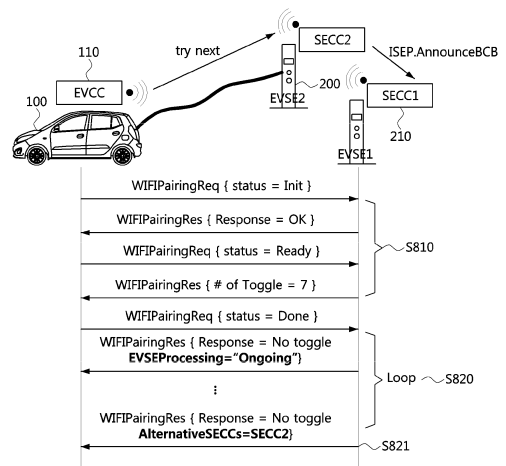 SECC2
110
try next
ISEP.AnnounceBCB
EVCC
200
SECC1
100
EVSE2
210
EVSE1
WIFIPairingReq { status = Init }
WIFIPairingRes { Response = OK }
WIFIPairingReq { status = Ready }
S810
WIFIPairingRes { # of Toggle = 7 }
WIFIPairingReq { status = Done }
WIFIPairingRes { Response = No toggle
EVSEProcessing="Ongoing"}
Loop
S820
⋮
WIFIPairingRes { Response = No toggle
AlternativeSECCs=SECC2}
S821